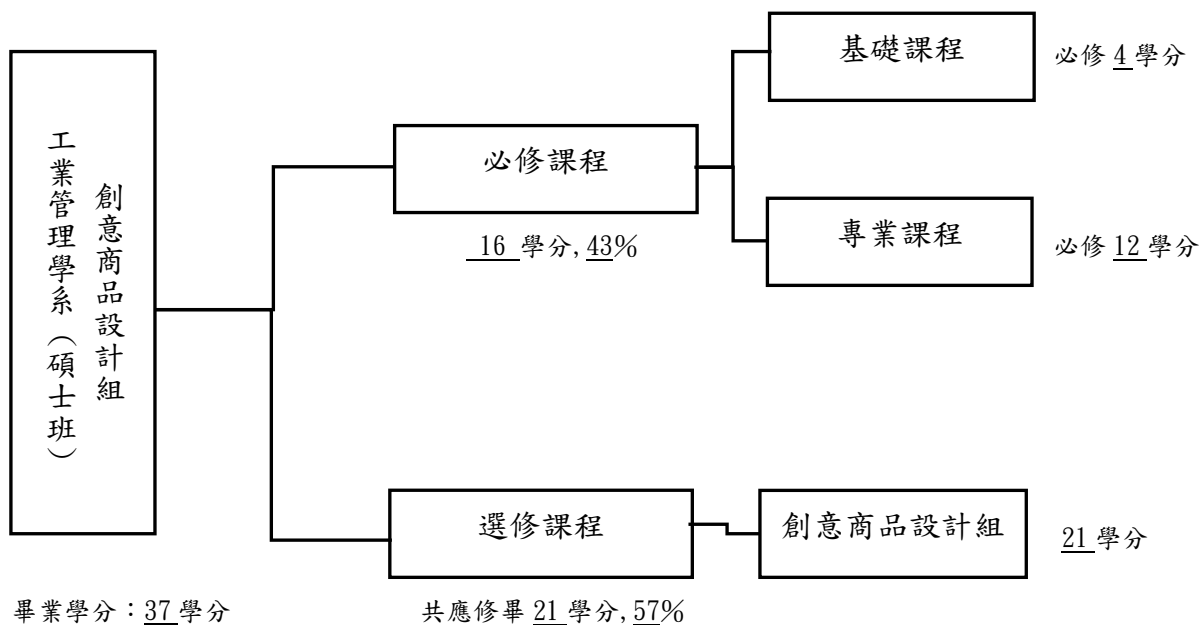 工業管理學系（碩士班）
創意商品設計組
畢業學分：37 學分
必修課程
16 學分, 43%
基礎課程
必修 4 學分
專業課程
必修 12 學分
選修課程
共應修畢 21 學分, 57%
創意商品設計組
21 學分